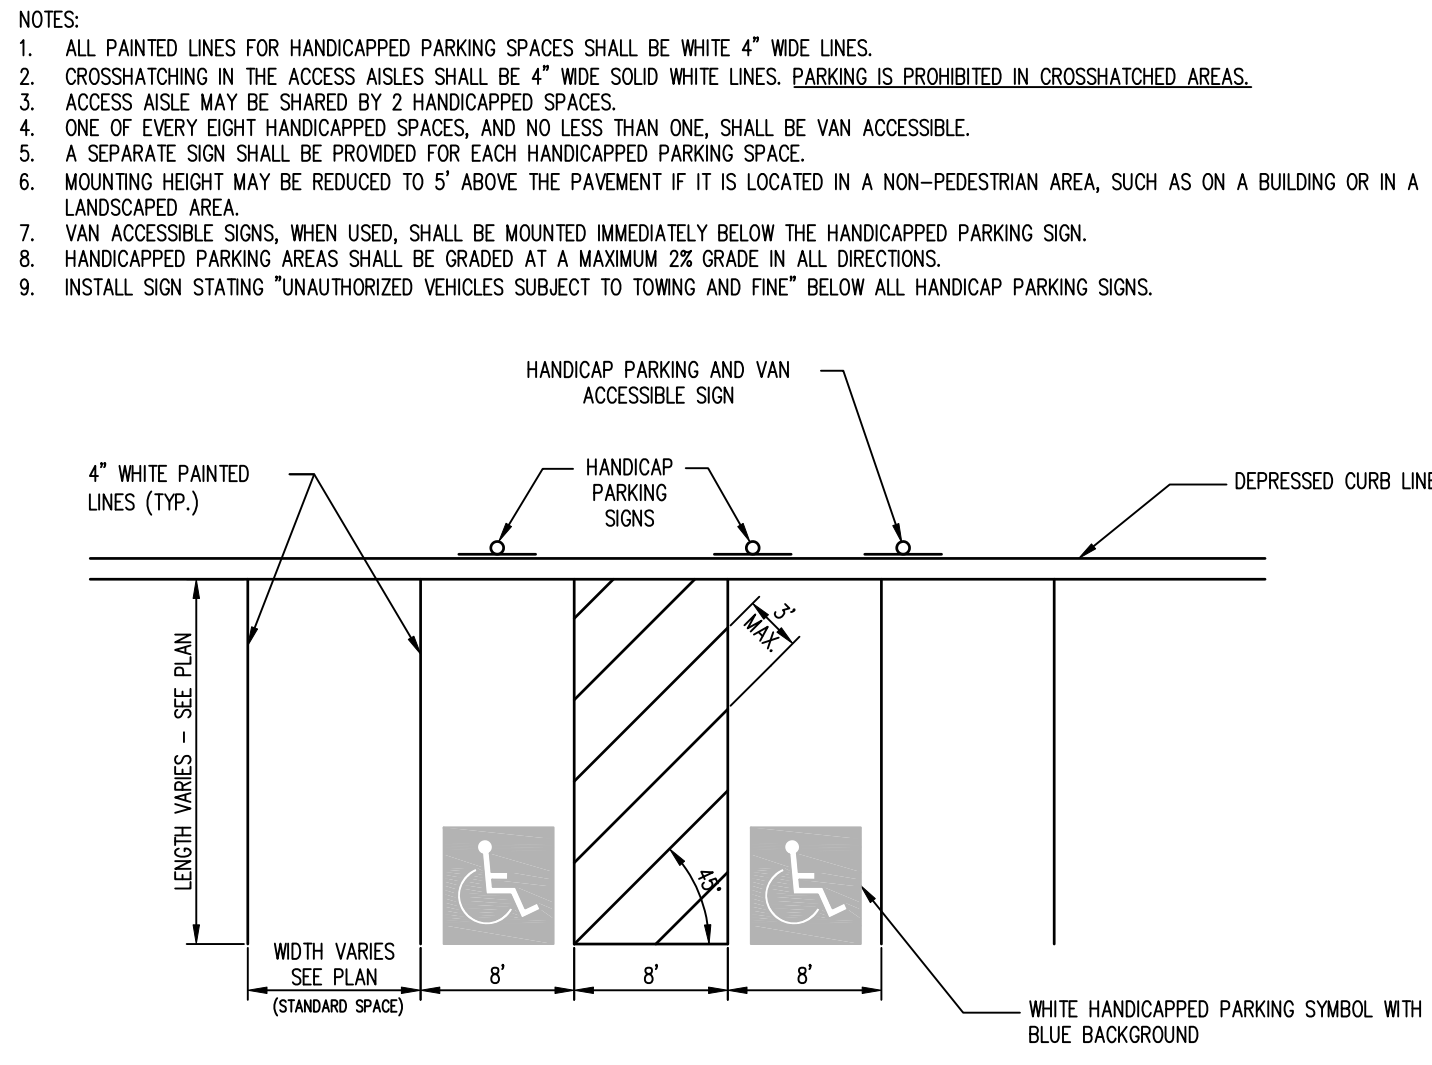 NOTES:
1. ALL PAINTED LINES FOR HANDICAPPED PARKING SPACES SHALL BE WHITE 4" WIDE LINES.
2. CROSSHATCHING IN THE ACCESS AISLES SHALL BE 4" WIDE SOLID WHITE LINES. PARKING IS PROHIBITED IN CROSSHATCHED AREAS.
3. ACCESS AISLE MAY BE SHARED BY 2 HANDICAPPED SPACES.
4. ONE OF EVERY EIGHT HANDICAPPED SPACES, AND NO LESS THAN ONE, SHALL BE VAN ACCESSIBLE.
5. A SEPARATE SIGN SHALL BE PROVIDED FOR EACH HANDICAPPED PARKING SPACE.
6. MOUNTING HEIGHT MAY BE REDUCED TO 5' ABOVE THE PAVEMENT IF IT IS LOCATED IN A NON-PEDESTRIAN AREA, SUCH AS ON A BUILDING OR IN A
LANDSCAPED AREA.
7. VAN ACCESSIBLE SIGNS, WHEN USED, SHALL BE MOUNTED IMMEDIATELY BELOW THE HANDICAPPED PARKING SIGN.
8. HANDICAPPED PARKING AREAS SHALL BE GRADED AT A MAXIMUM 2% GRADE IN ALL DIRECTIONS.
9. INSTALL SIGN STATING "UNAUTHORIZED VEHICLES SUBJECT TO TOWING AND FINE" BELOW ALL HANDICAP PARKING SIGNS.
HANDICAP PARKING AND VAN
ACCESSIBLE SIGN
4" WHITE PAINTED
LINES (TYP.)
HANDICAP
PARKING
SIGNS
DEPRESSED CURB LINE
3'
MAX.
LENGTH VARIES - SEE PLAN
45°
WIDTH VARIES
SEE PLAN
(STANDARD SPACE)
8'
8'
8'
WHITE HANDICAPPED PARKING SYMBOL WITH
BLUE BACKGROUND